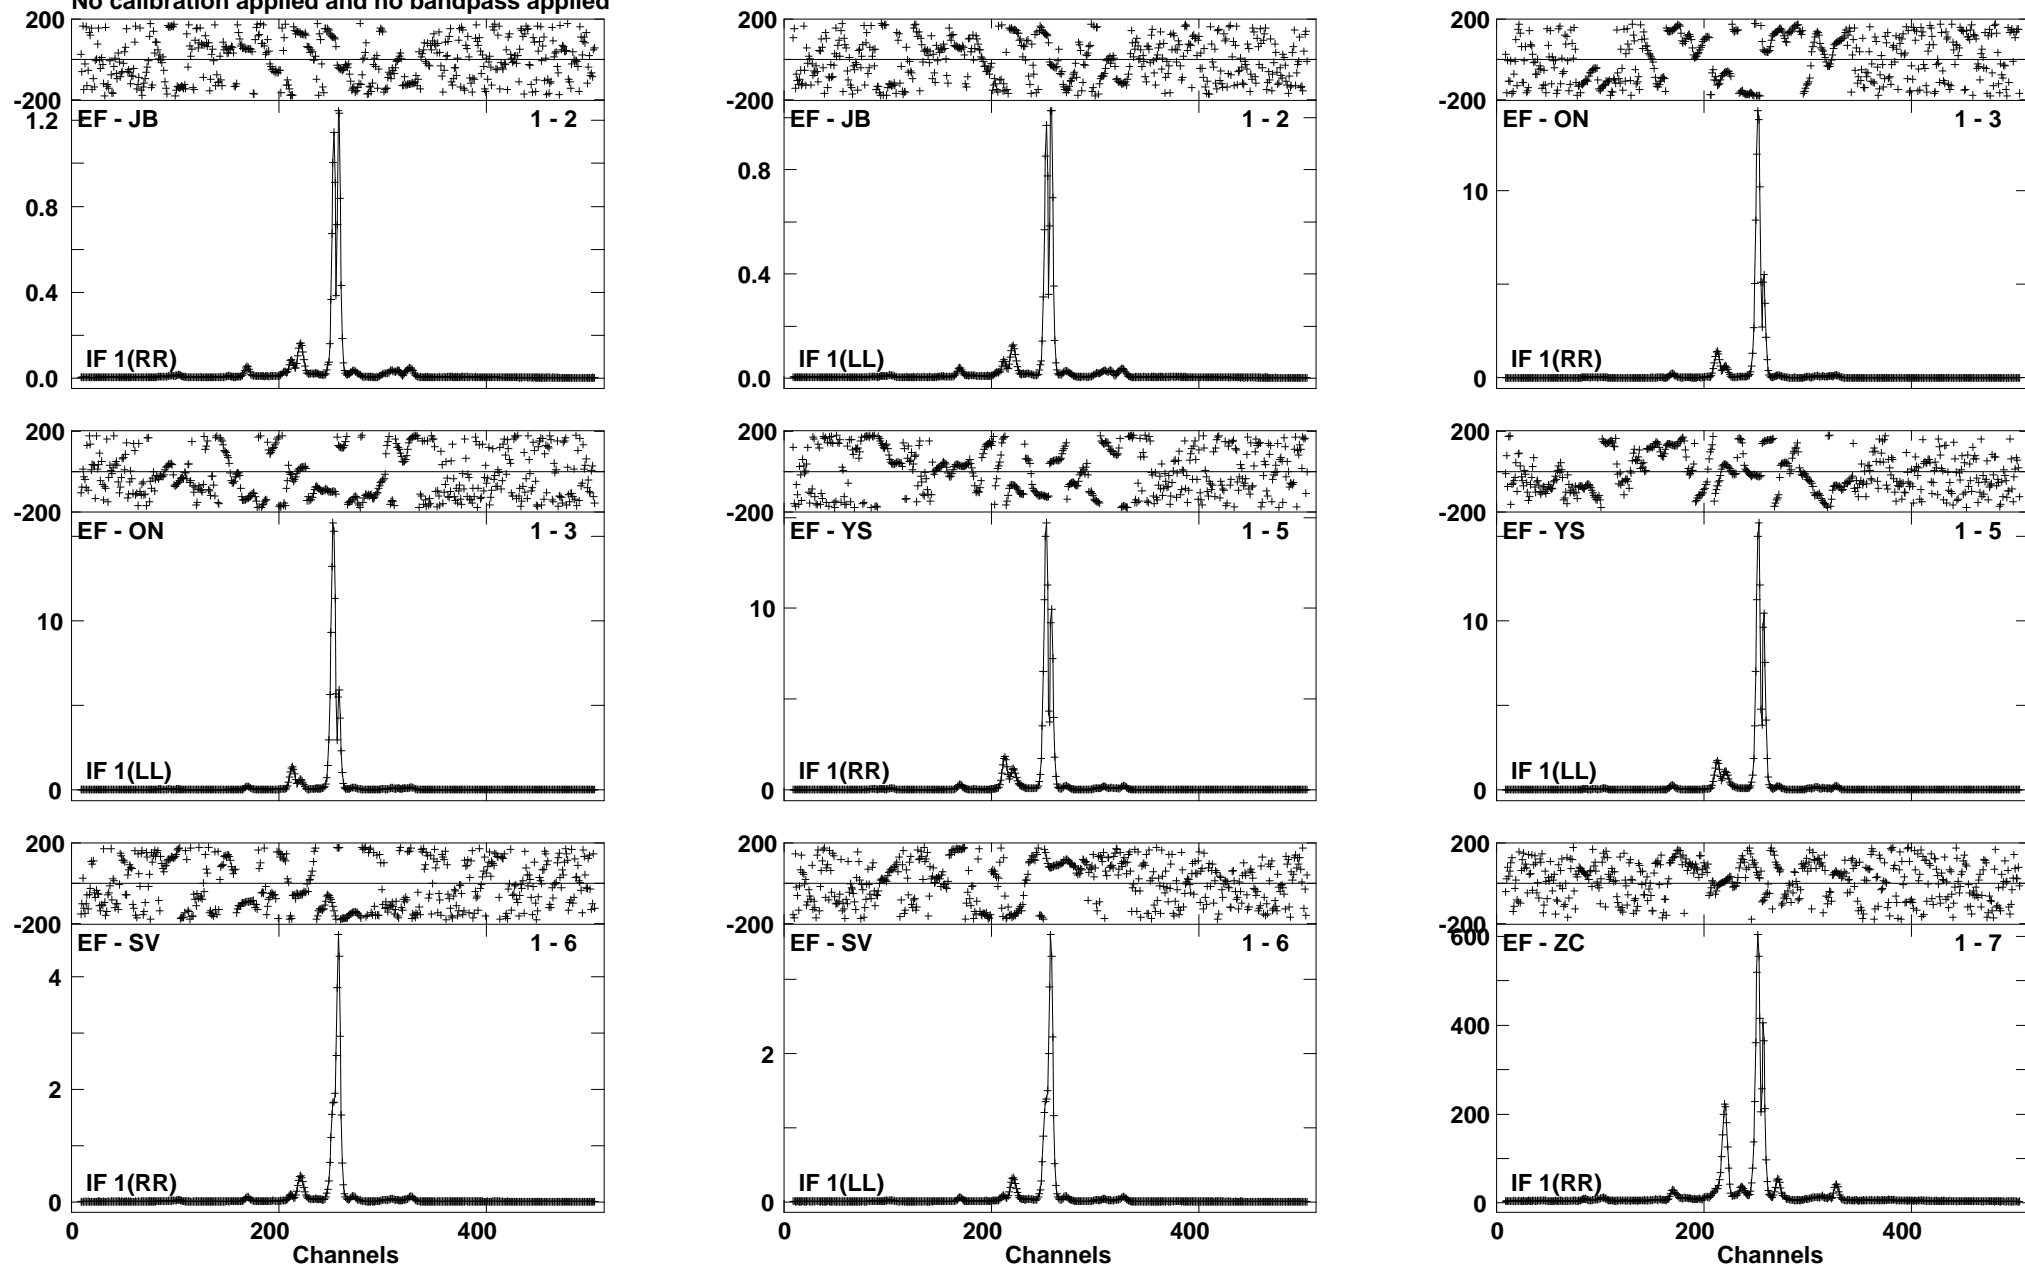 No calibration applied and no bandpass applied
200
-200
EF - JB 1 - 2
1.2
0.8
0.4
0.0
IF 1(RR)
200
-200
EF - JB 1 - 2
0.8
0.4
0.0
IF 1(LL)
200
-200
EF - ON 1 - 3
10
0
IF 1(RR)
200
-200
EF - ON 1 - 3
10
0
IF 1(LL)
200
-200
EF - YS 1 - 5
10
0
IF 1(RR)
200
-200
EF - YS 1 - 5
10
0
IF 1(LL)
200
-200
EF - SV 1 - 6
4
2
0
IF 1(RR)
0 200 400
Channels
200
-200
EF - SV 1 - 6
2
0
IF 1(LL)
0 200 400
Channels
200
-200
600
EF - ZC 1 - 7
400
200
0
IF 1(RR)
0 200 400
Channels